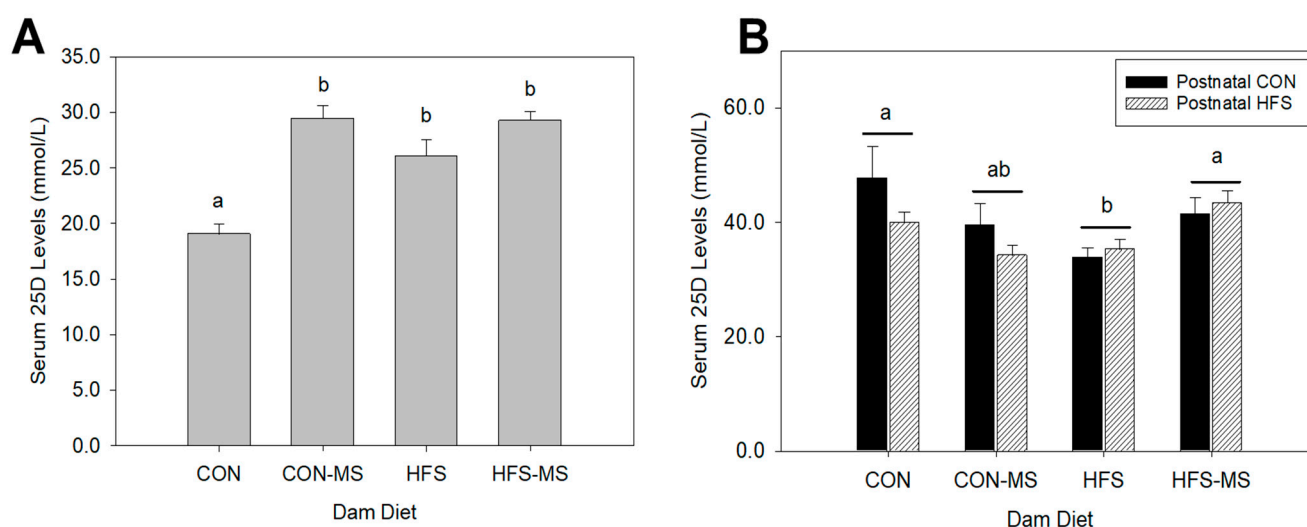 A
Serum 25D Levels (mmol/L)
35.0
30.0
25.0
20.0
15.0
10.0
5.0
0.0
a
b
b
b
CON
CON-MS
HFS
HFS-MS
Dam Diet
B
Serum 25D Levels (mmol/L)
60.0
40.0
20.0
0.0
Postnatal CON
Postnatal HFS
a
ab
b
a
CON
CON-MS
HFS
HFS-MS
Dam Diet